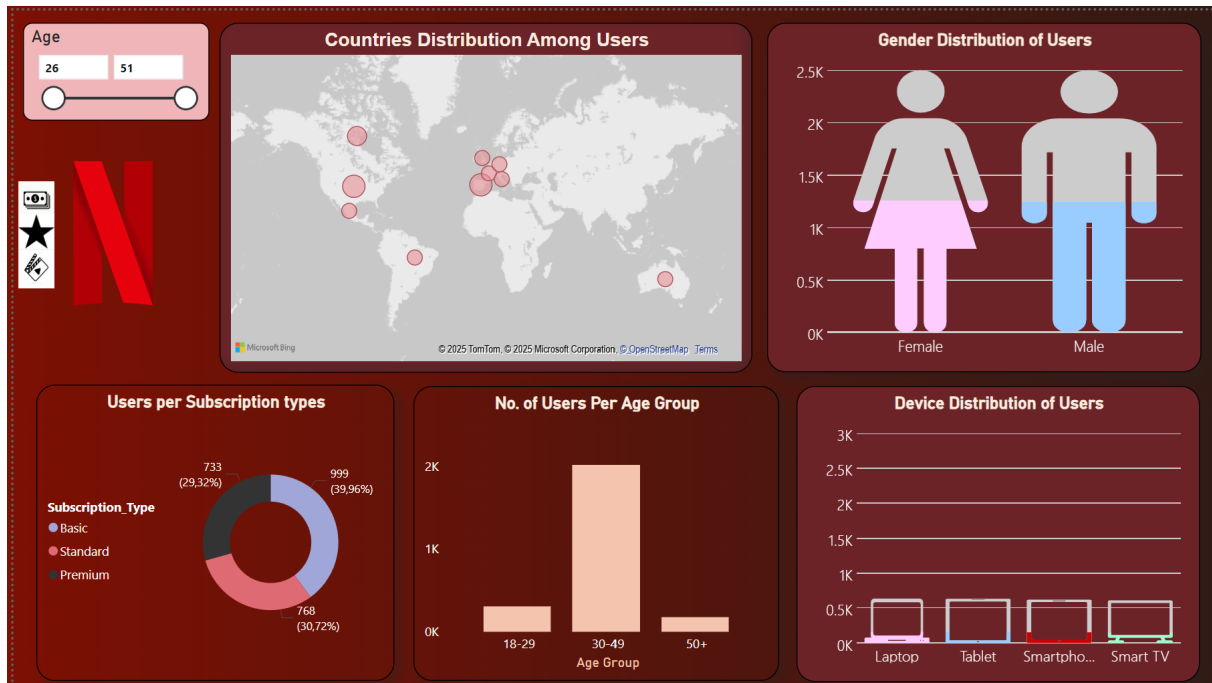 Age
26
51
Countries Distribution Among Users
Microsoft Bing
© 2025 TomTom, © 2025 Microsoft Corporation, © OpenStreetMap Terms
Gender Distribution of Users
2.5K
2K
1.5K
1K
0.5K
0K
Female
Male
Users per Subscription types
733
(29,32%)
999
(39,96%)
768
(30,72%)
Subscription_Type
Basic
Standard
Premium
No. of Users Per Age Group
2K
1K
0K
18-29
30-49
50+
Age Group
Device Distribution of Users
3K
2.5K
2K
1.5K
1K
0.5K
0K
Laptop
Tablet
Smartpho...
Smart TV